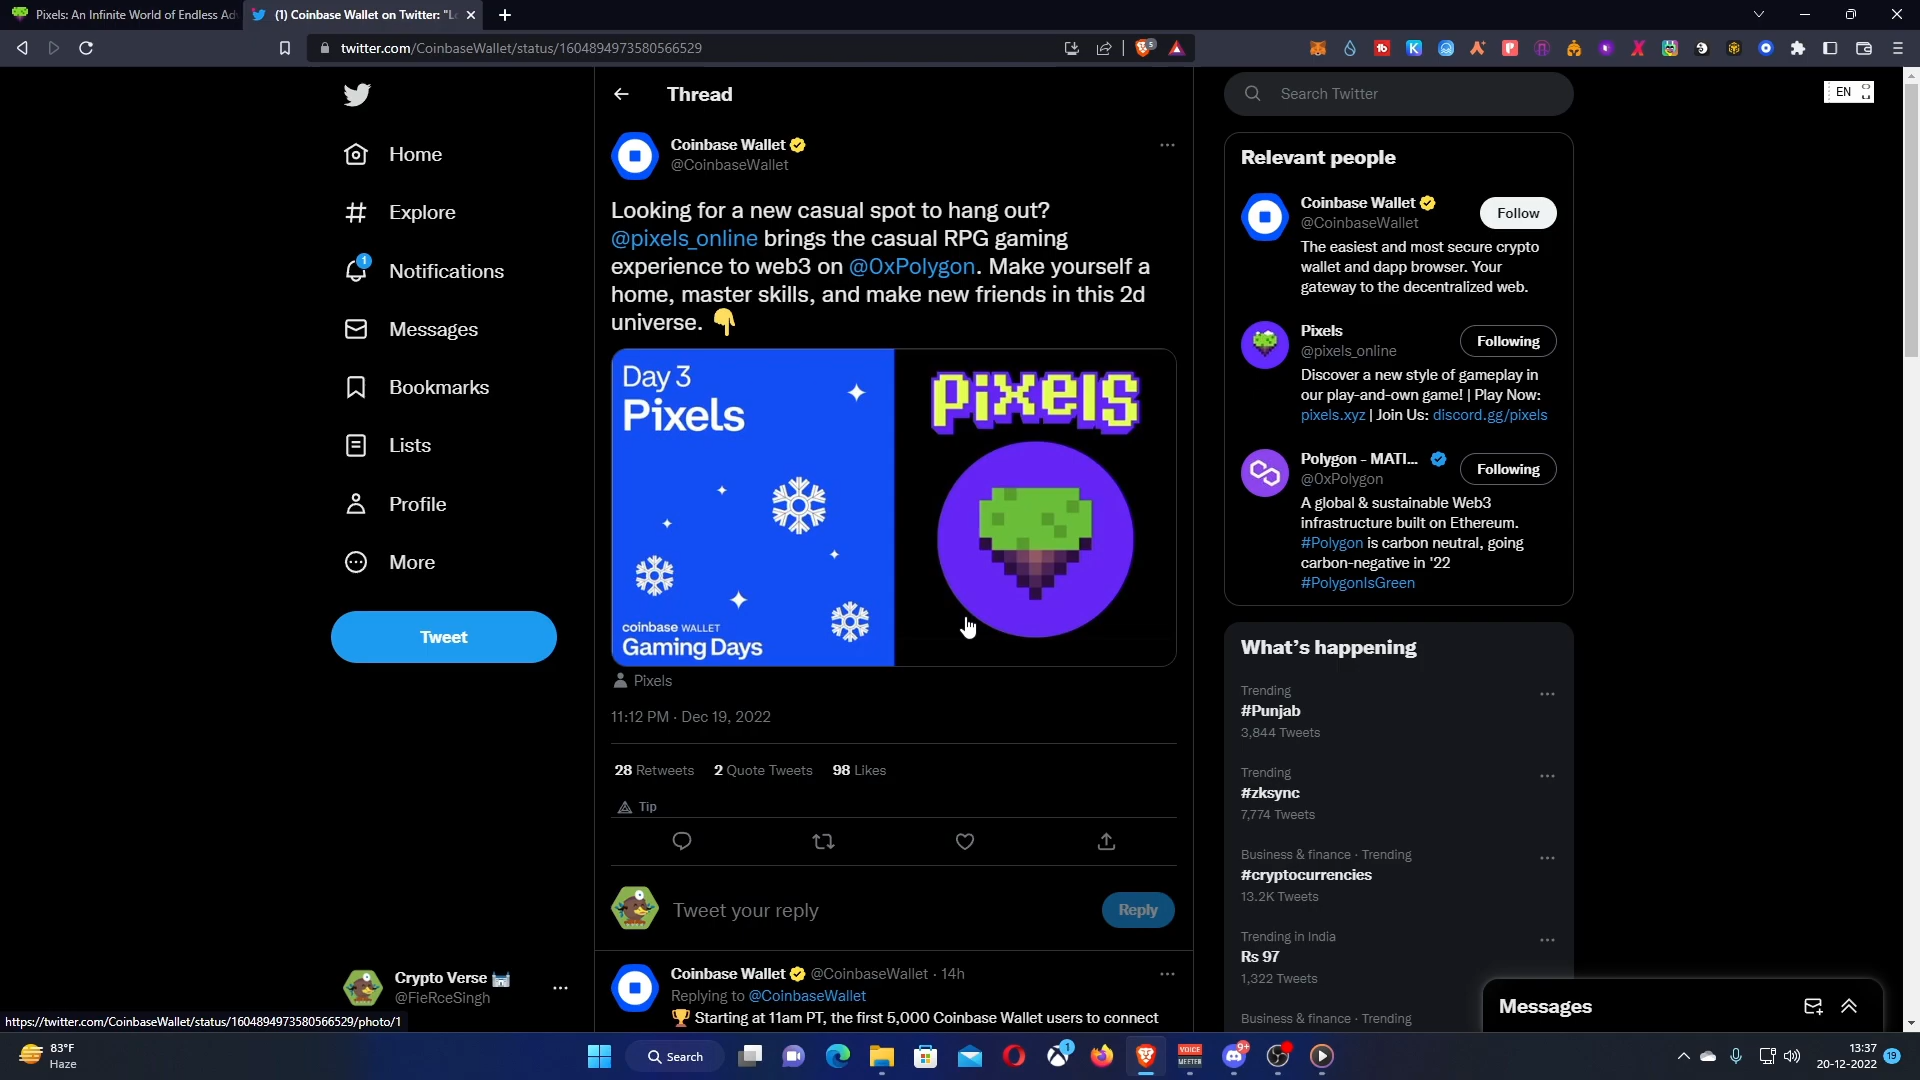 Pixels: An Infinite World of Endless Ad
(1) Coinbase Wallet on Twitter: "L
twitter.com/CoinbaseWallet/status/1604894973580566529
EN
Home
Explore
1
Notifications
Messages
Bookmarks
Lists
Profile
More
Tweet
Crypto Verse
@FieRceSingh
https://twitter.com/CoinbaseWallet/status/1604894973580566529/photo/1
Thread
Coinbase Wallet
@CoinbaseWallet
Looking for a new casual spot to hang out?
@pixels_online brings the casual RPG gaming
experience to web3 on @0xPolygon. Make yourself a
home, master skills, and make new friends in this 2d
universe. 👇
Day 3
Pixels
coinbase WALLET
Gaming Days
pixels
Pixels
11:12 PM · Dec 19, 2022
28 Retweets 2 Quote Tweets 98 Likes
Tip
Tweet your reply
Reply
Coinbase Wallet @CoinbaseWallet · 14h
Replying to @CoinbaseWallet
🏆 Starting at 11am PT, the first 5,000 Coinbase Wallet users to connect
Search Twitter
Relevant people
Coinbase Wallet
@CoinbaseWallet
Follow
The easiest and most secure crypto
wallet and dapp browser. Your
gateway to the decentralized web.
Pixels
@pixels_online
Following
Discover a new style of gameplay in
our play-and-own game! | Play Now:
pixels.xyz | Join Us: discord.gg/pixels
Polygon - MATI...
@0xPolygon
Following
A global & sustainable Web3
infrastructure built on Ethereum.
#Polygon is carbon neutral, going
carbon-negative in '22
#PolygonIsGreen
What's happening
Trending
#Punjab
3,844 Tweets
Trending
#zksync
7,774 Tweets
Business & finance · Trending
#cryptocurrencies
13.2K Tweets
Trending in India
Rs 97
1,322 Tweets
Business & finance · Trending
Messages
83°F
Haze
Search
1
VOICE
MEETER
9+
13:37
20-12-2022
19